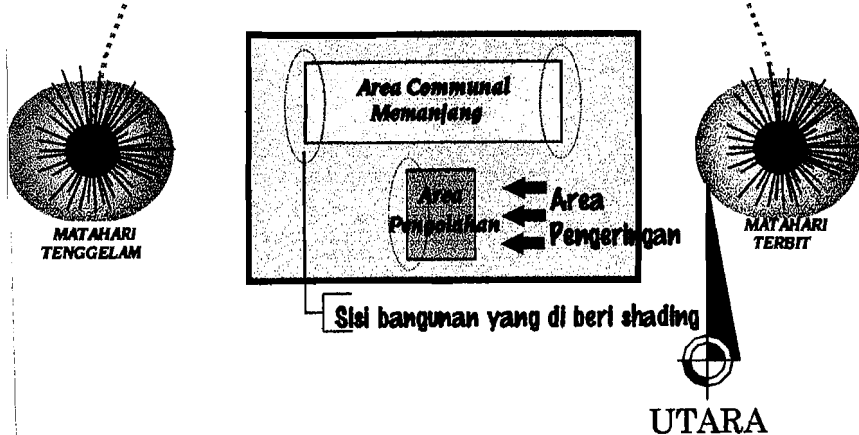 Area Communal
Memanjang
Area
Pengolahan
Area
Pengeringan
MATAHARI
TENGGELAM
MATAHARI
TERBIT
Sisi bangunan yang di beri shading
UTARA